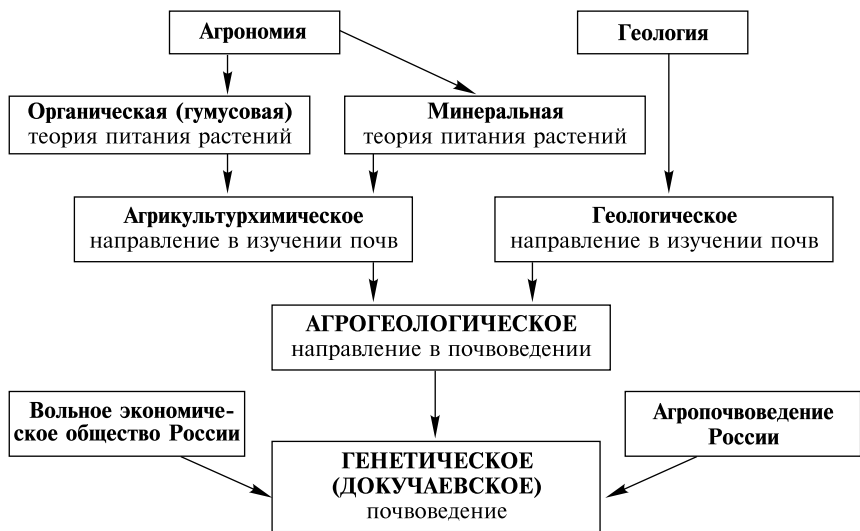 Агрономия
Геология
Органическая (гумусовая)
теория питания растений
Минеральная
теория питания растений
Агрикультурхимическое
направление в изучении почв
Геологическое
направление в изучении почв
АГРОГЕОЛОГИЧЕСКОЕ
направление в почвоведении
Вольное экономиче-
ское общество России
Агропочвоведение
России
ГЕНЕТИЧЕСКОЕ
(ДОКУЧАЕВСКОЕ)
почвоведение